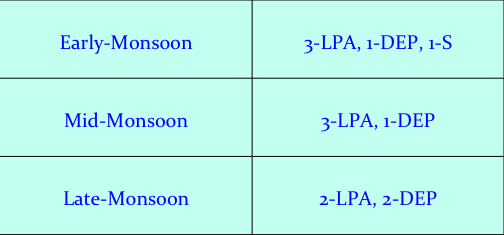 Early-Monsoon 3-LPA, 1-DEP, 1-S
Mid-Monsoon 3-LPA, 1-DEP
Late-Monsoon 2-LPA, 2-DEP